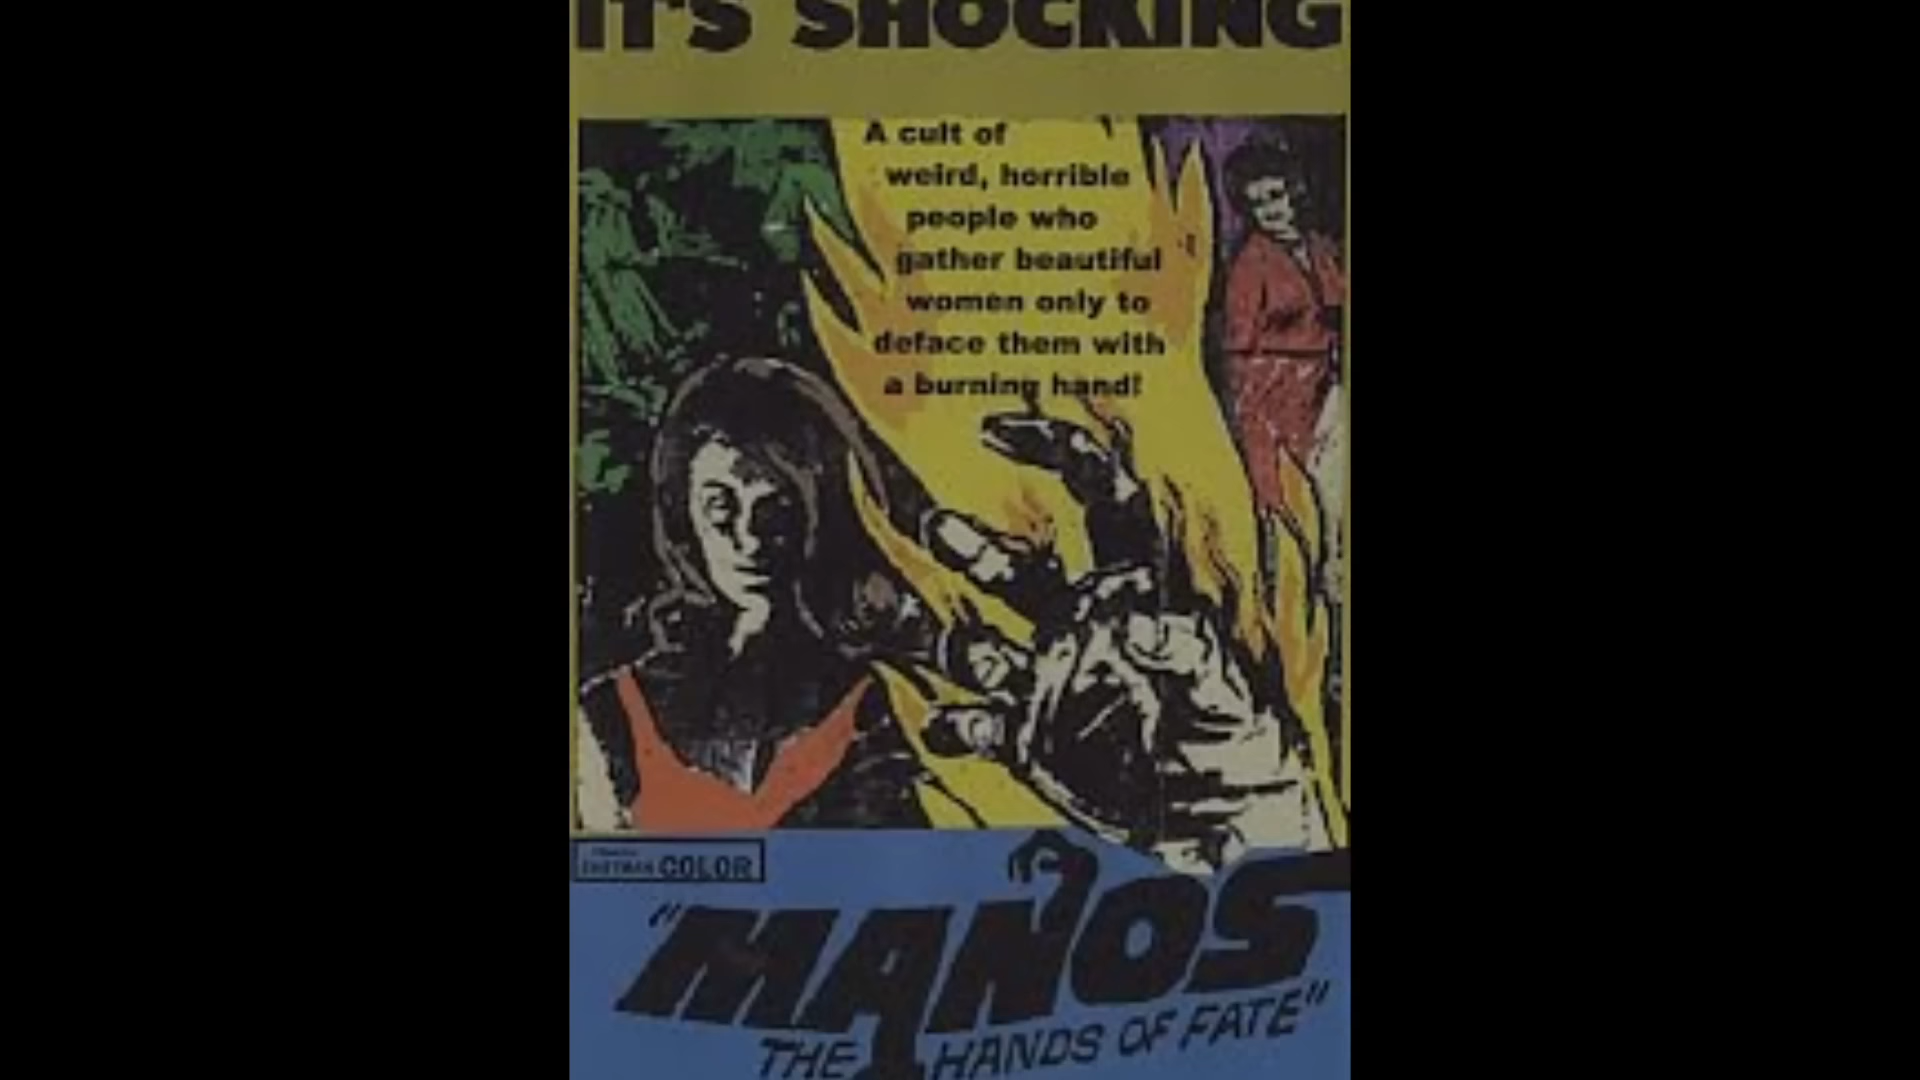 IT'S SHOCKING
A cult of
weird, horrible
people who
gather beautiful
women only to
deface them with
a burning hand!
EASTMAN COLOR
"MANOS
THE HANDS OF FATE"